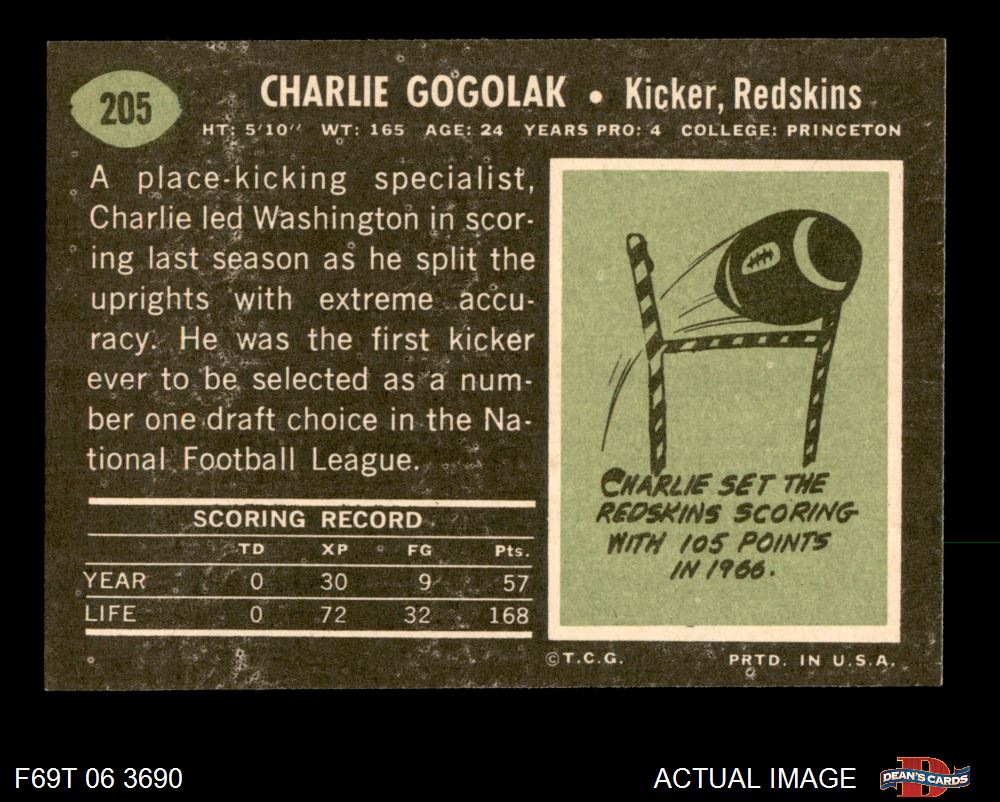 205
CHARLIE GOGOLAK • Kicker, Redskins
HT: 5'10'' WT: 165 AGE: 24 YEARS PRO: 4 COLLEGE: PRINCETON
A place-kicking specialist,
Charlie led Washington in scor-
ing last season as he split the
uprights with extreme accu-
racy. He was the first kicker
ever to be selected as a num-
ber one draft choice in the Na-
tional Football League.
SCORING RECORD
TD XP FG Pts.
YEAR 0 30 9 57
LIFE 0 72 32 168
CHARLIE SET THE
REDSKINS SCORING
WITH 105 POINTS
IN 1966.
©T.C.G. PRTD. IN U.S.A.
F69T 06 3690
ACTUAL IMAGE
D
DEAN'S CARDS